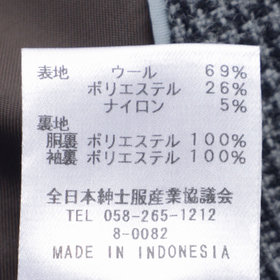 表地 ウール 69%
ポリエステル 26%
ナイロン 5%
裏地
胴裏 ポリエステル 100%
袖裏 ポリエステル 100%
全日本紳士服産業協議会
TEL 058-265-1212
8-0082
MADE IN INDONESIA